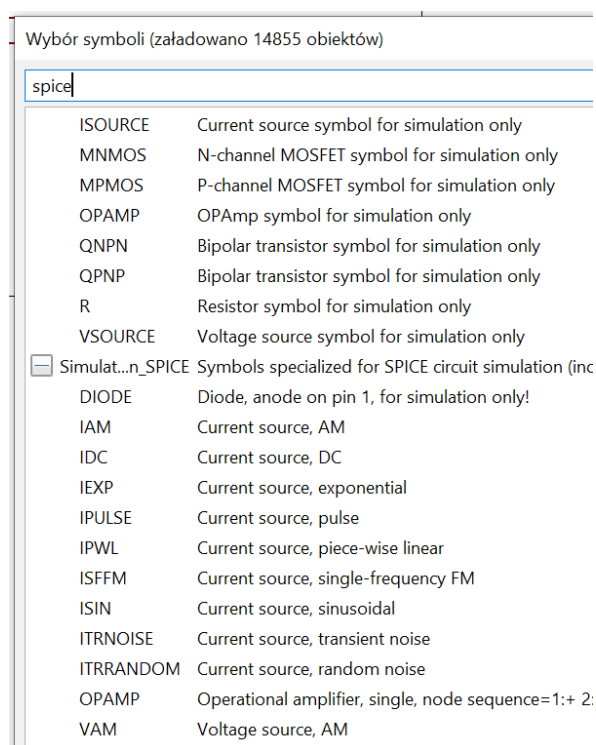 Wybór symboli (załadowano 14855 obiektów)
spice
ISOURCE Current source symbol for simulation only
MNMOS N-channel MOSFET symbol for simulation only
MPMOS P-channel MOSFET symbol for simulation only
OPAMP OPAmp symbol for simulation only
QNPN Bipolar transistor symbol for simulation only
QPNP Bipolar transistor symbol for simulation only
R Resistor symbol for simulation only
VSOURCE Voltage source symbol for simulation only
Simulat...n_SPICE Symbols specialized for SPICE circuit simulation (inc
DIODE Diode, anode on pin 1, for simulation only!
IAM Current source, AM
IDC Current source, DC
IEXP Current source, exponential
IPULSE Current source, pulse
IPWL Current source, piece-wise linear
ISFFM Current source, single-frequency FM
ISIN Current source, sinusoidal
ITRNOISE Current source, transient noise
ITRRANDOM Current source, random noise
OPAMP Operational amplifier, single, node sequence=1:+ 2:
VAM Voltage source, AM